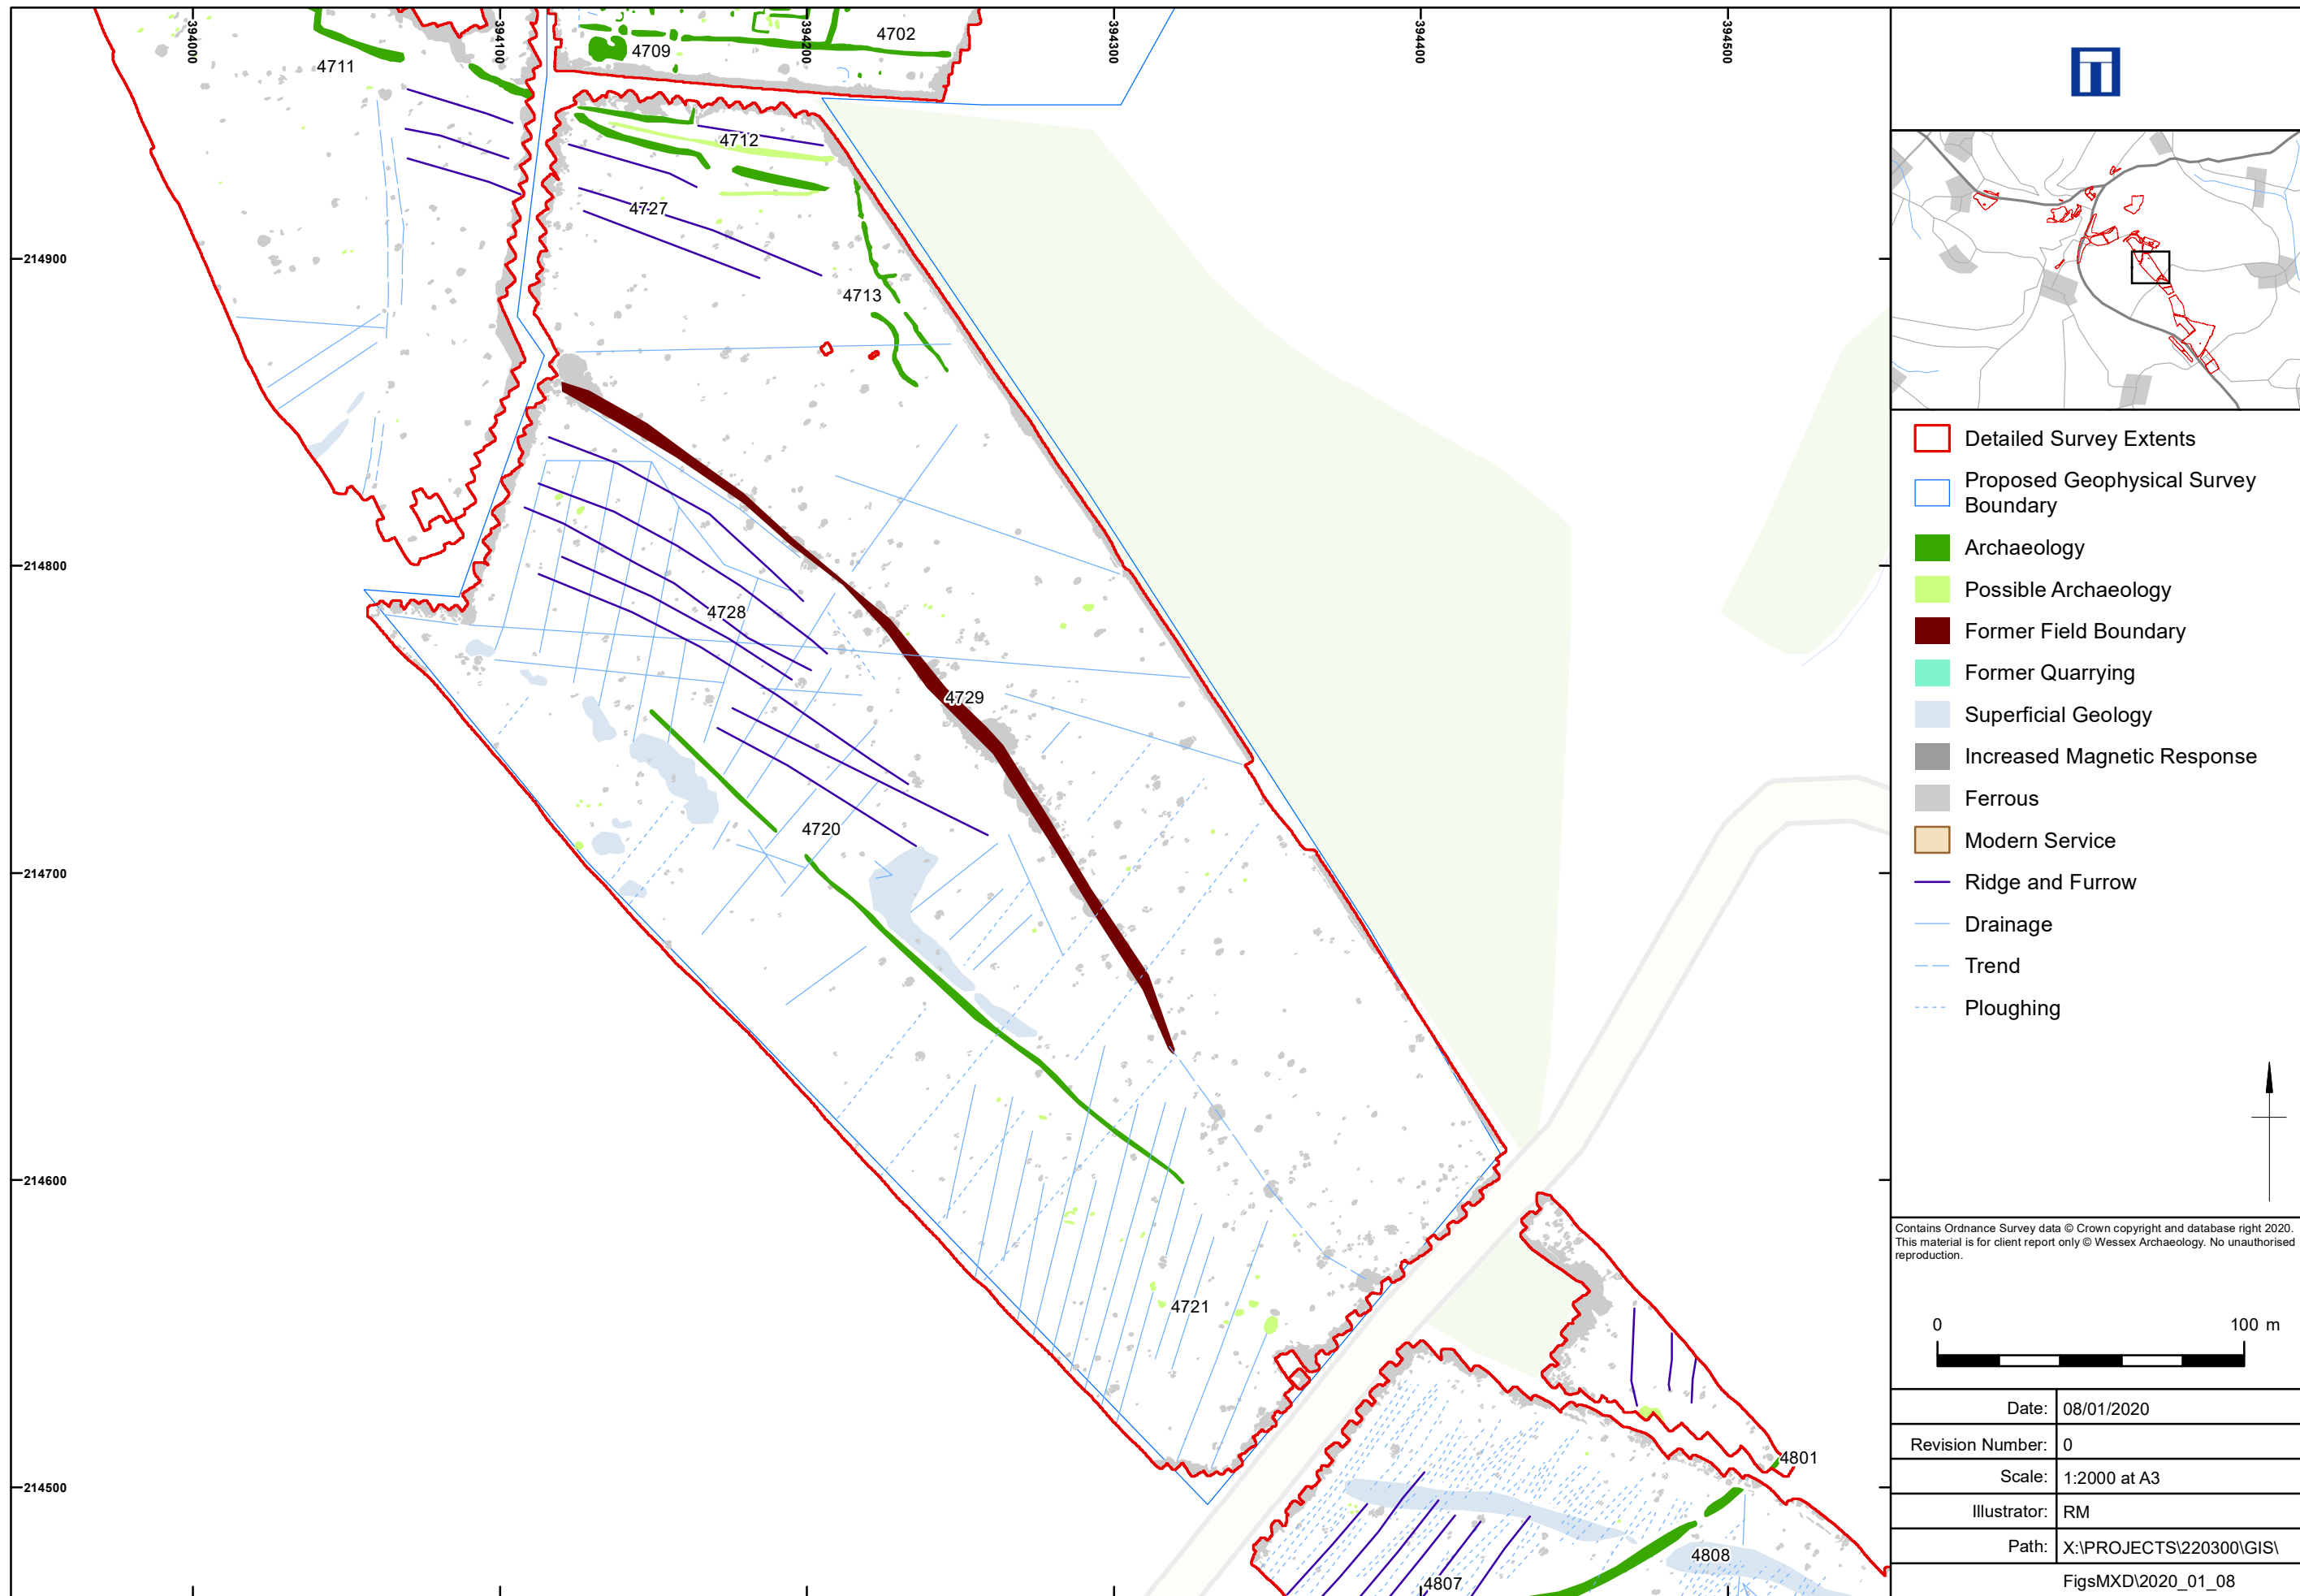 394000
394100
394200
394300
394400
394500
4711
4709
4702
4712
4727
4713
214900
214800
4728
4729
4720
214700
214600
4721
214500
4801
4808
4807
Detailed Survey Extents
Proposed Geophysical Survey
Boundary
Archaeology
Possible Archaeology
Former Field Boundary
Former Quarrying
Superficial Geology
Increased Magnetic Response
Ferrous
Modern Service
Ridge and Furrow
Drainage
Trend
Ploughing
Contains Ordnance Survey data © Crown copyright and database right 2020.
This material is for client report only © Wessex Archaeology. No unauthorised
reproduction.
0 100 m
Date: 08/01/2020
Revision Number: 0
Scale: 1:2000 at A3
Illustrator: RM
Path: X:\PROJECTS\220300\GIS\
FigsMXD\2020_01_08